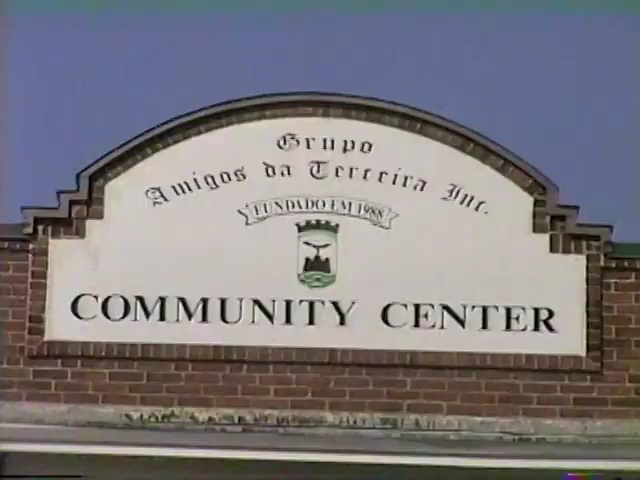 Grupo
Amigos da Terceira Inc.
FUNDADO EM 1988
COMMUNITY CENTER